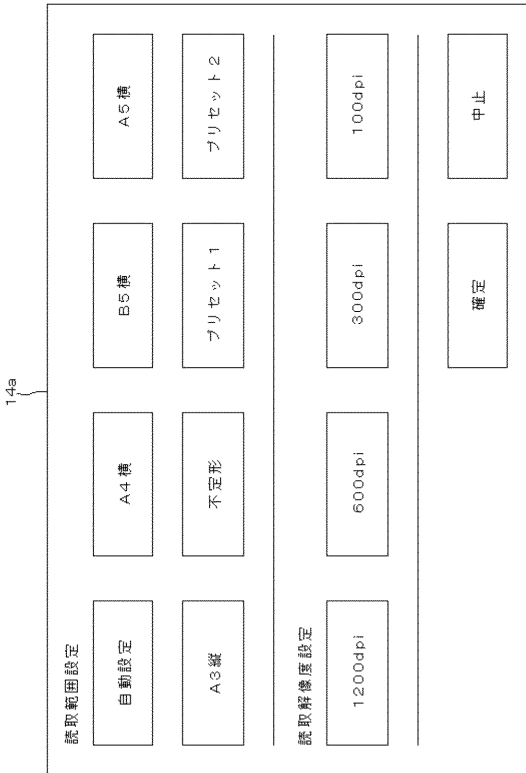 14a
読取範囲設定
自動設定 A4横 B5横 A5横
A3縦 不定形 プリセット1 プリセット2
読取解像度設定
1200dpi 600dpi 300dpi 100dpi
確定 中止